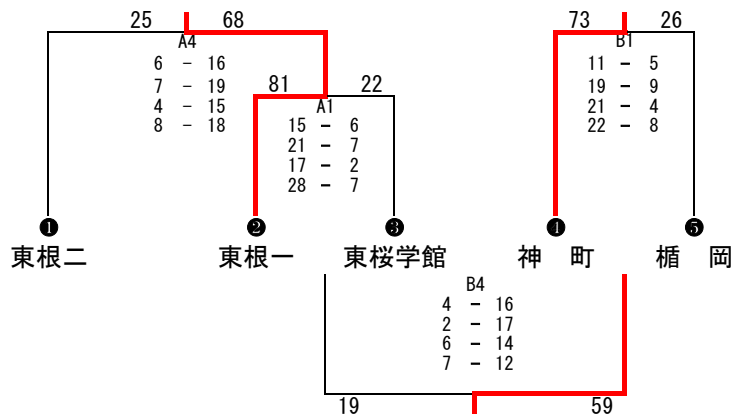 25 68 73 26
A4 B1
6 - 16 11 - 5
7 - 19 81 22 19 - 9
4 - 15 A1 21 - 4
8 - 18 15 - 6 22 - 8
21 - 7
17 - 2
28 - 7
❶ ❷ ❸ ❹ ❺
東根二 東根一 東桜学館 神 町 楯 岡
B4
4 - 16
2 - 17
6 - 14
7 - 12
19 59